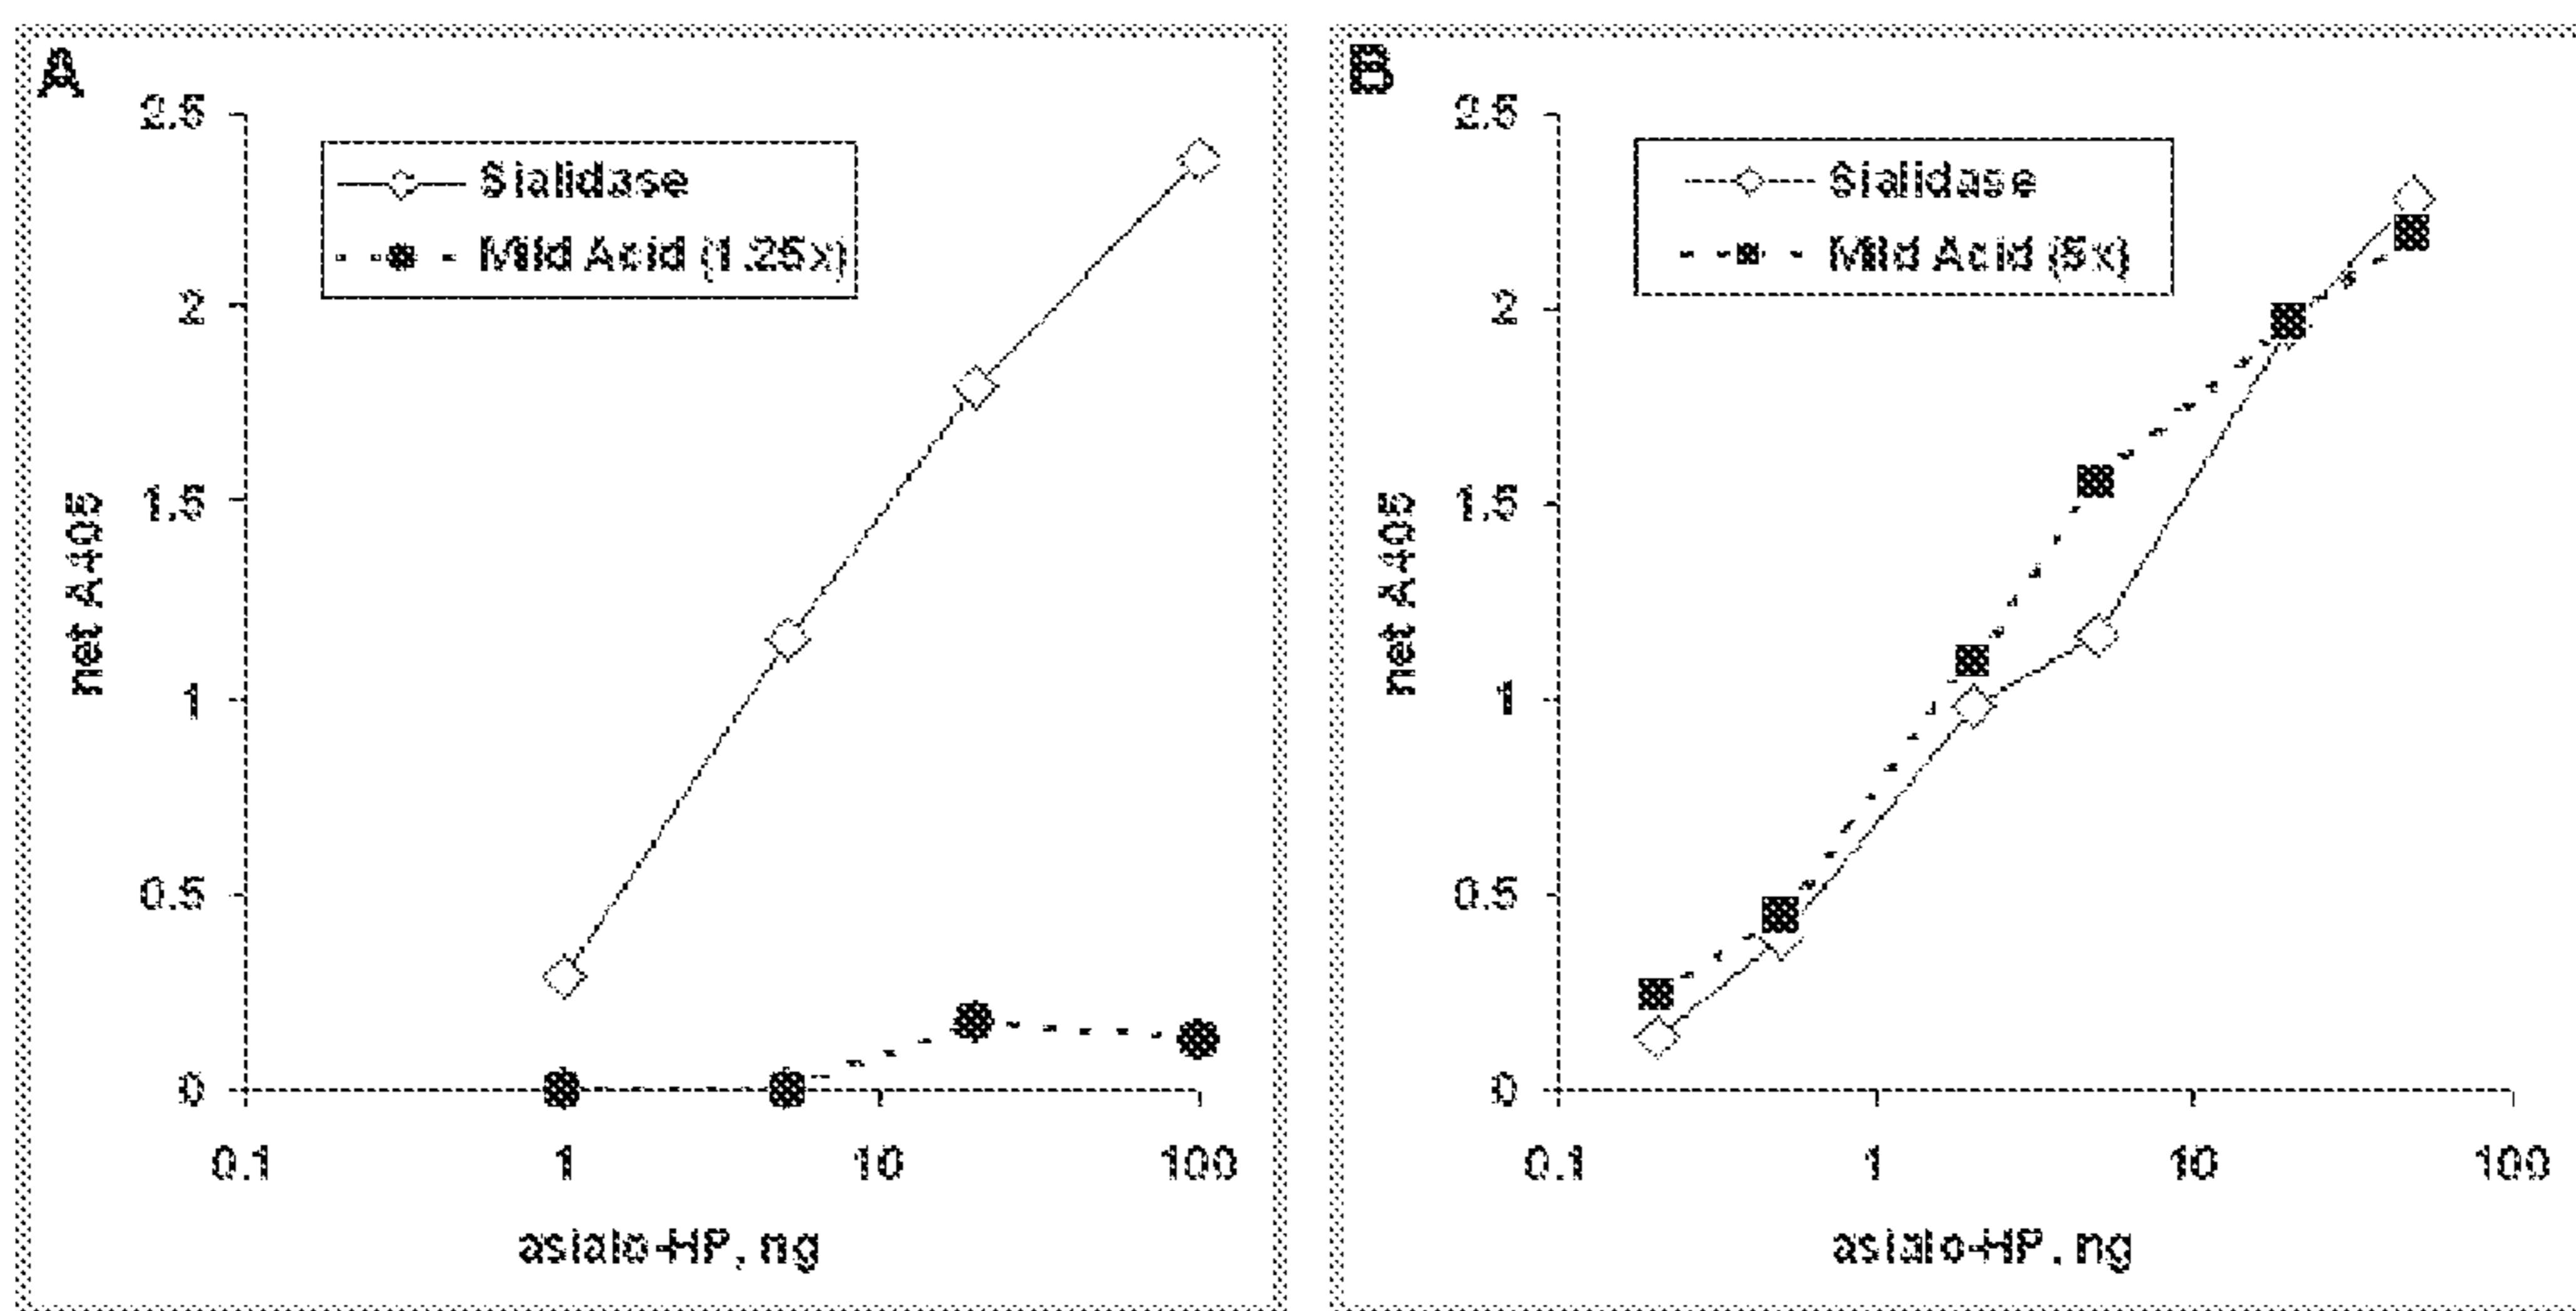 A
2.5
2
1.5
1
0.5
0
net A405
Sialidase
Mild Acid (1.25x)
0.1
1
10
100
asialo-HP, ng
B
2.5
2
1.5
1
0.5
0
net A405
Sialidase
Mild Acid (5x)
0.1
1
10
100
asialo-HP, ng